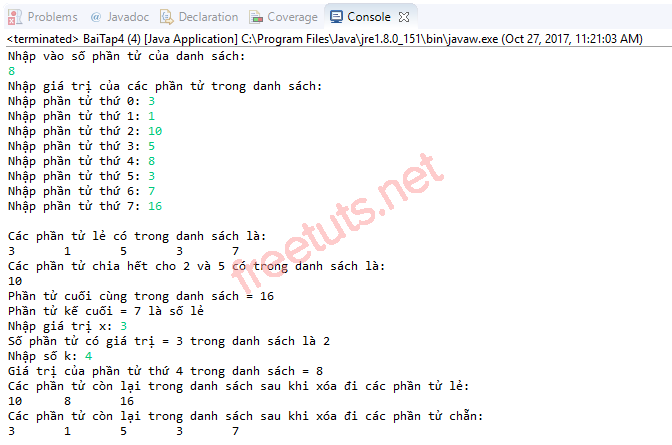 Problems @ Javadoc Declaration Coverage Console
<terminated> BaiTap4 (4) [Java Application] C:\Program Files\Java\jre1.8.0_151\bin\javaw.exe (Oct 27, 2017, 11:21:03 AM)
Nhập vào số phần tử của danh sách:
8
Nhập giá trị của các phần tử trong danh sách:
Nhập phần tử thứ 0: 3
Nhập phần tử thứ 1: 1
Nhập phần tử thứ 2: 10
Nhập phần tử thứ 3: 5
Nhập phần tử thứ 4: 8
Nhập phần tử thứ 5: 3
Nhập phần tử thứ 6: 7
Nhập phần tử thứ 7: 16
Các phần tử lẻ có trong danh sách là:
3 1 5 3 7
Các phần tử chia hết cho 2 và 5 có trong danh sách là:
10
Phần tử cuối cùng trong danh sách = 16
Phần tử kế cuối = 7 là số lẻ
Nhập giá trị x: 3
Số phần tử có giá trị = 3 trong danh sách là 2
Nhập số k: 4
Giá trị của phần tử thứ 4 trong danh sách = 8
Các phần tử còn lại trong danh sách sau khi xóa đi các phần tử lẻ:
10 8 16
Các phần tử còn lại trong danh sách sau khi xóa đi các phần tử chẵn:
3 1 5 3 7
freetuts.net